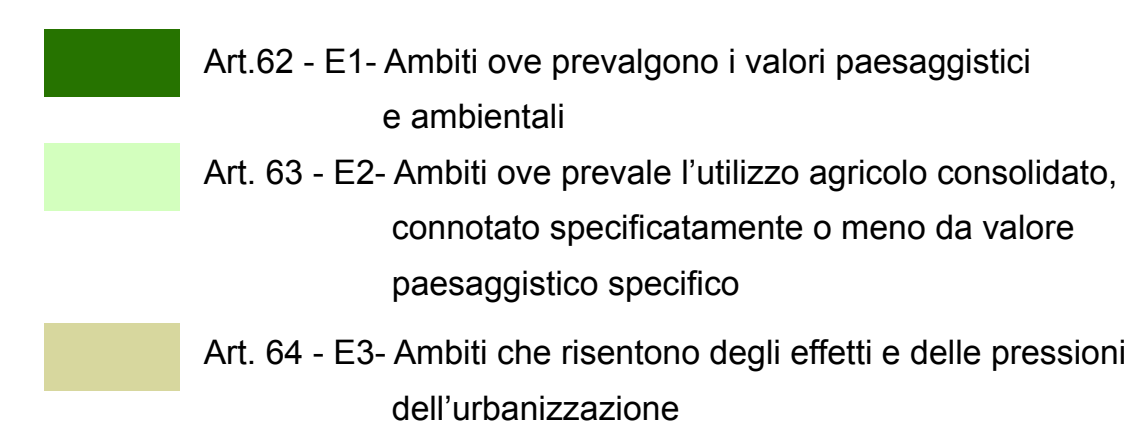 Art.62 - E1- Ambiti ove prevalgono i valori paesaggistici
e ambientali
Art. 63 - E2- Ambiti ove prevale l’utilizzo agricolo consolidato,
connotato specificatamente o meno da valore
paesaggistico specifico
Art. 64 - E3- Ambiti che risentono degli effetti e delle pressioni
dell’urbanizzazione